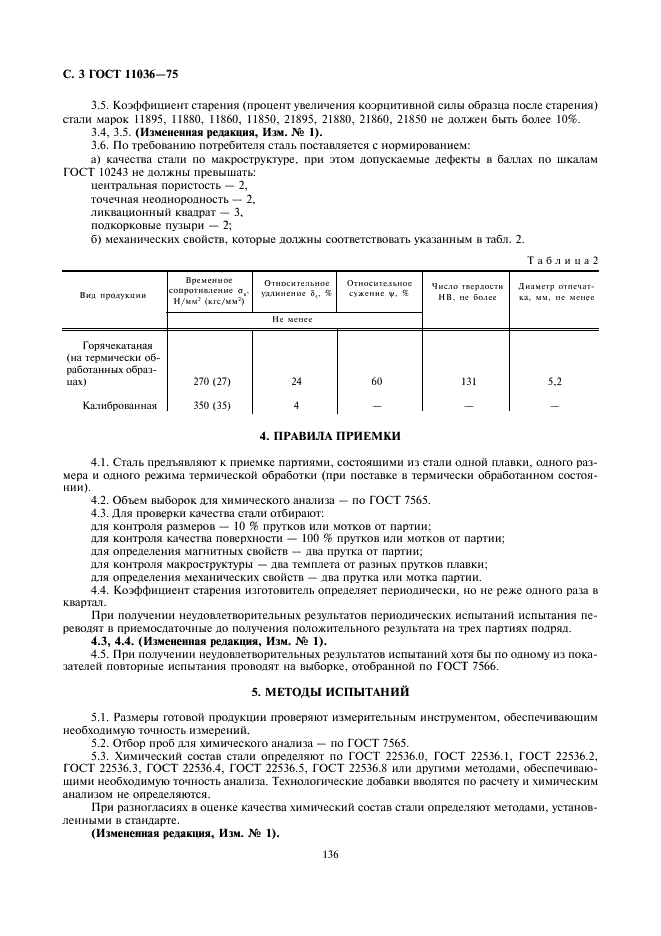 С. 3 ГОСТ 11036—75
3.5. Коэффициент старения (процент увеличения коэрцитивной силы образца после старения)
стали марок 11895, 11880, 11860, 11850, 21895, 21880, 21860, 21850 не должен быть более 10%.
3.4, 3.5. (Измененная редакция, Изм. № 1).
3.6. По требованию потребителя сталь поставляется с нормированием:
а) качества стали по макроструктуре, при этом допускаемые дефекты в баллах по шкалам
ГОСТ 10243 не должны превышать:
центральная пористость — 2,
точечная неоднородность — 2,
ликвационный квадрат — 3,
подкорковые пузыри — 2;
б) механических свойств, которые должны соответствовать указанным в табл. 2.
Таблица 2
Вид продукции
Временное
сопротивление σв,
Н/мм² (кгс/мм²)
Относительное
удлинение δ5, %
Относительное
сужение ψ, %
Число твердости
НВ, не более
Диаметр отпечат-
ка, мм, не менее
Не менее
Горячекатаная
(на термически об-
работанных образ-
цах) 270 (27) 24 60 131 5,2
Калиброванная 350 (35) 4 — — —
4. ПРАВИЛА ПРИЕМКИ
4.1. Сталь предъявляют к приемке партиями, состоящими из стали одной плавки, одного раз-
мера и одного режима термической обработки (при поставке в термически обработанном состоя-
нии).
4.2. Объем выборок для химического анализа — по ГОСТ 7565.
4.3. Для проверки качества стали отбирают:
для контроля размеров — 10 % прутков или мотков от партии;
для контроля качества поверхности — 100 % прутков или мотков от партии;
для определения магнитных свойств — два прутка от партии;
для контроля макроструктуры — два темплета от разных прутков плавки;
для определения механических свойств — два прутка или мотка партии.
4.4. Коэффициент старения изготовитель определяет периодически, но не реже одного раза в
квартал.
При получении неудовлетворительных результатов периодических испытаний испытания пе-
реводят в приемосдаточные до получения положительного результата на трех партиях подряд.
4.3, 4.4. (Измененная редакция, Изм. № 1).
4.5. При получении неудовлетворительных результатов испытаний хотя бы по одному из пока-
зателей повторные испытания проводят на выборке, отобранной по ГОСТ 7566.
5. МЕТОДЫ ИСПЫТАНИЙ
5.1. Размеры готовой продукции проверяют измерительным инструментом, обеспечивающим
необходимую точность измерений.
5.2. Отбор проб для химического анализа — по ГОСТ 7565.
5.3. Химический состав стали определяют по ГОСТ 22536.0, ГОСТ 22536.1, ГОСТ 22536.2,
ГОСТ 22536.3, ГОСТ 22536.4, ГОСТ 22536.5, ГОСТ 22536.8 или другими методами, обеспечиваю-
щими необходимую точность анализа. Технологические добавки вводятся по расчету и химическим
анализом не определяются.
При разногласиях в оценке качества химический состав стали определяют методами, установ-
ленными в стандарте.
(Измененная редакция, Изм. № 1).
136